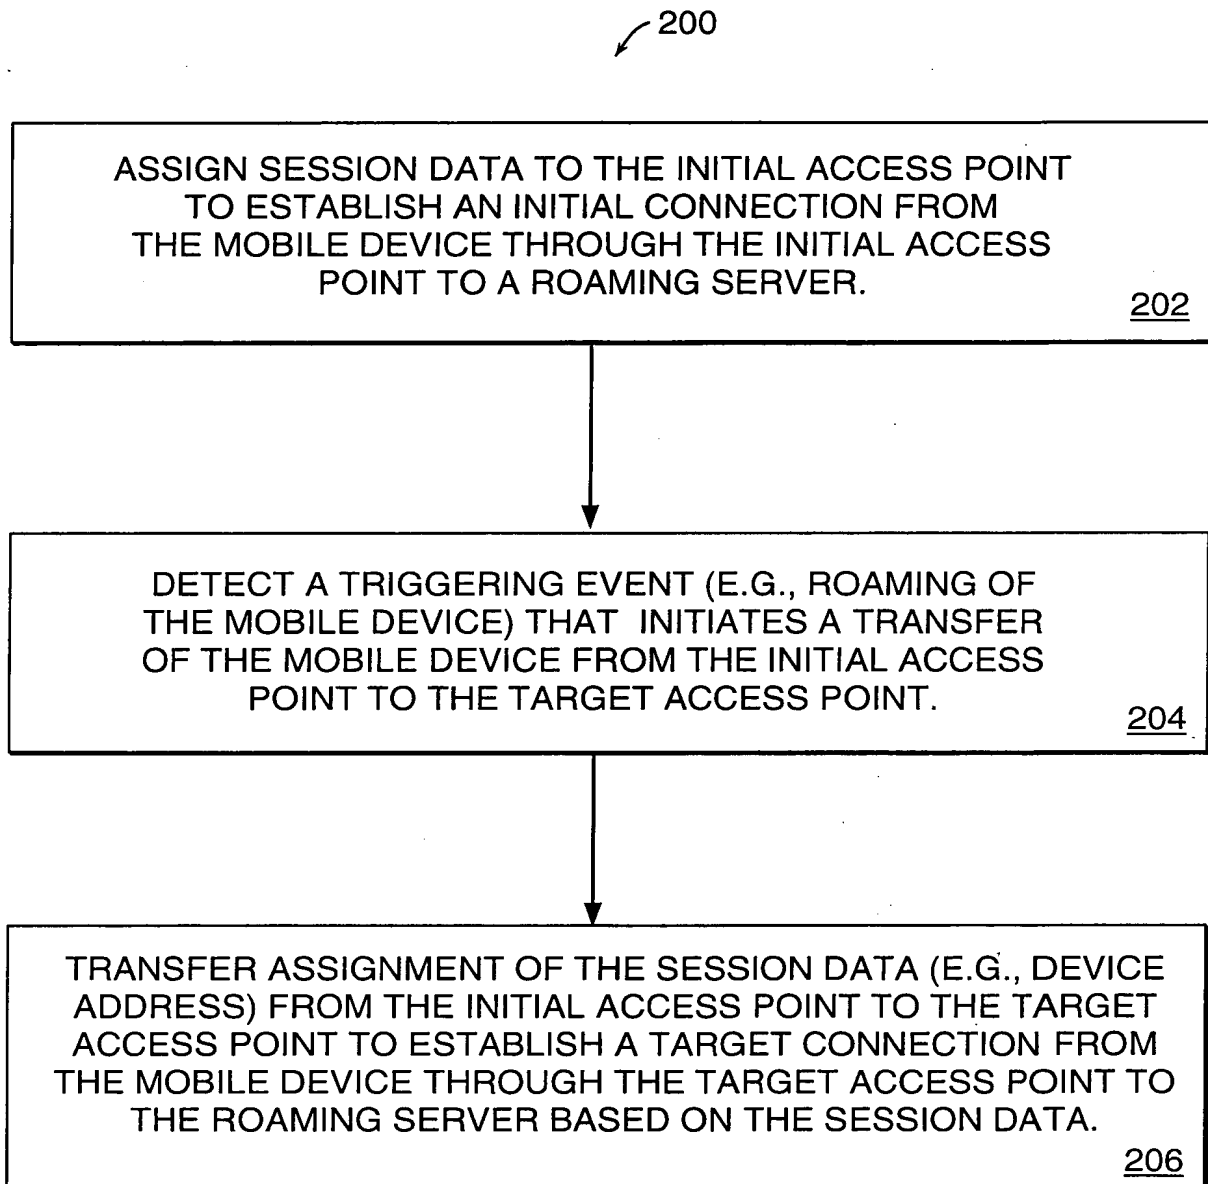 200
ASSIGN SESSION DATA TO THE INITIAL ACCESS POINT
TO ESTABLISH AN INITIAL CONNECTION FROM
THE MOBILE DEVICE THROUGH THE INITIAL ACCESS
POINT TO A ROAMING SERVER.
202
DETECT A TRIGGERING EVENT (E.G., ROAMING OF
THE MOBILE DEVICE) THAT INITIATES A TRANSFER
OF THE MOBILE DEVICE FROM THE INITIAL ACCESS
POINT TO THE TARGET ACCESS POINT.
204
TRANSFER ASSIGNMENT OF THE SESSION DATA (E.G., DEVICE
ADDRESS) FROM THE INITIAL ACCESS POINT TO THE TARGET
ACCESS POINT TO ESTABLISH A TARGET CONNECTION FROM
THE MOBILE DEVICE THROUGH THE TARGET ACCESS POINT TO
THE ROAMING SERVER BASED ON THE SESSION DATA.
206